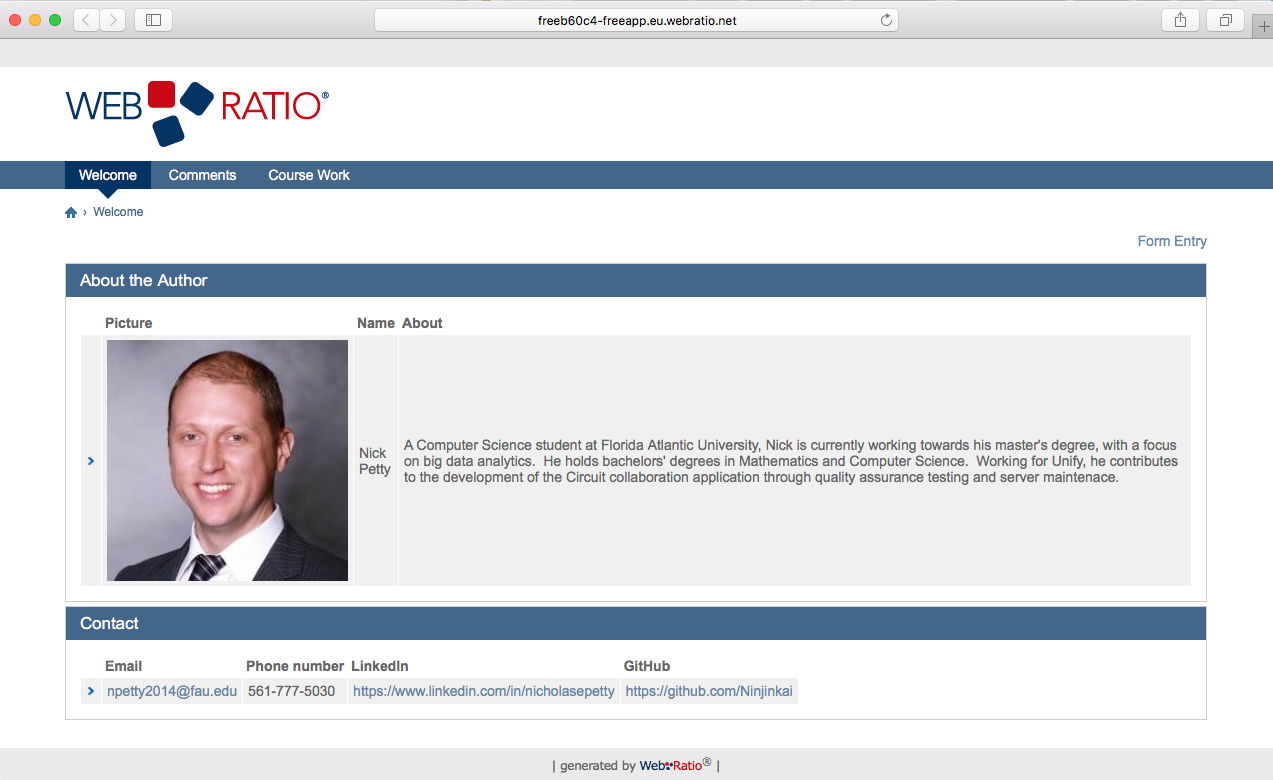 freeb60c4-freeapp.eu.webratio.net
WEB RATIO®
Welcome Comments Course Work
› Welcome
Form Entry
About the Author
Picture Name About
Nick
Petty
A Computer Science student at Florida Atlantic University, Nick is currently working towards his master's degree, with a focus
on big data analytics.  He holds bachelors' degrees in Mathematics and Computer Science.  Working for Unify, he contributes
to the development of the Circuit collaboration application through quality assurance testing and server maintenace.
Contact
Email Phone number LinkedIn GitHub
npetty2014@fau.edu 561-777-5030 https://www.linkedin.com/in/nicholasepetty https://github.com/Ninjinkai
| generated by WebRatio® |